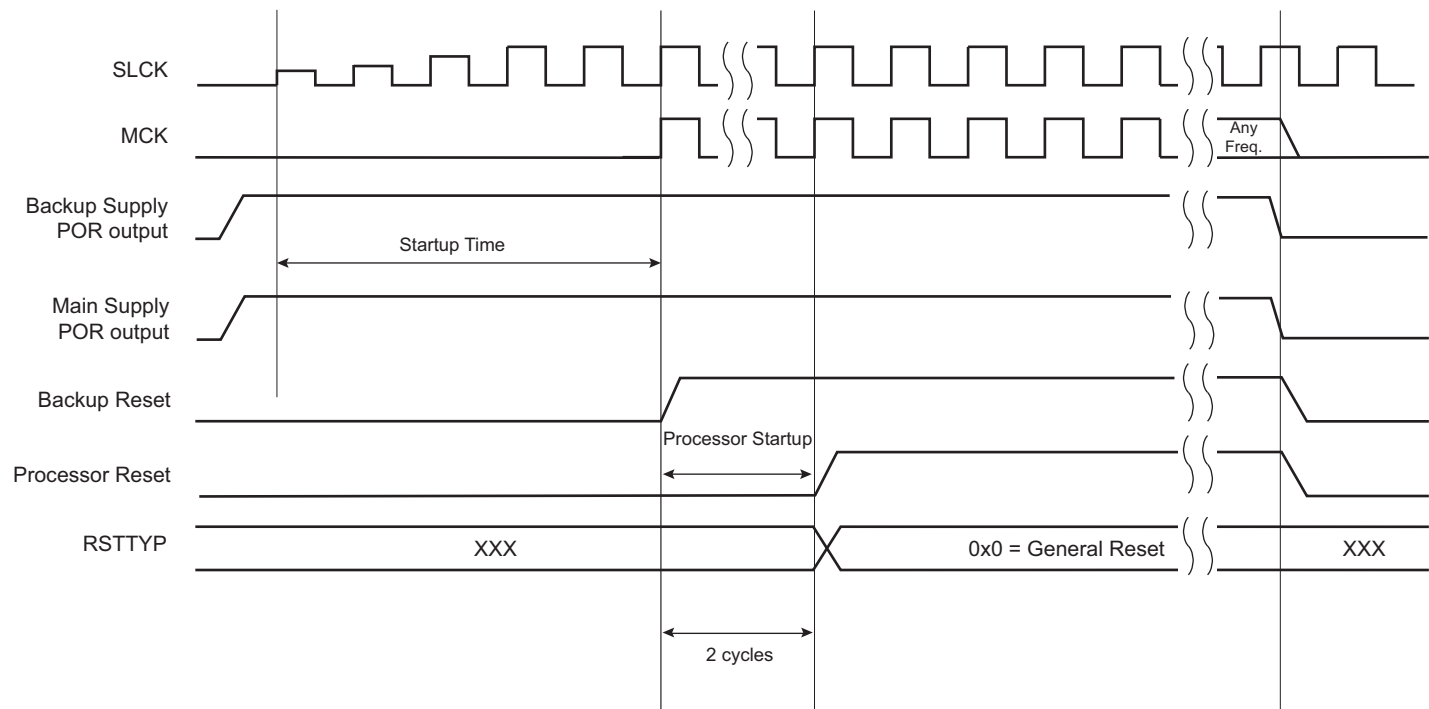 SLCK
MCK
Any
Freq.
Backup Supply
POR output
Startup Time
Main Supply
POR output
Backup Reset
Processor Startup
Processor Reset
RSTTYP
XXX
0x0 = General Reset
XXX
2 cycles